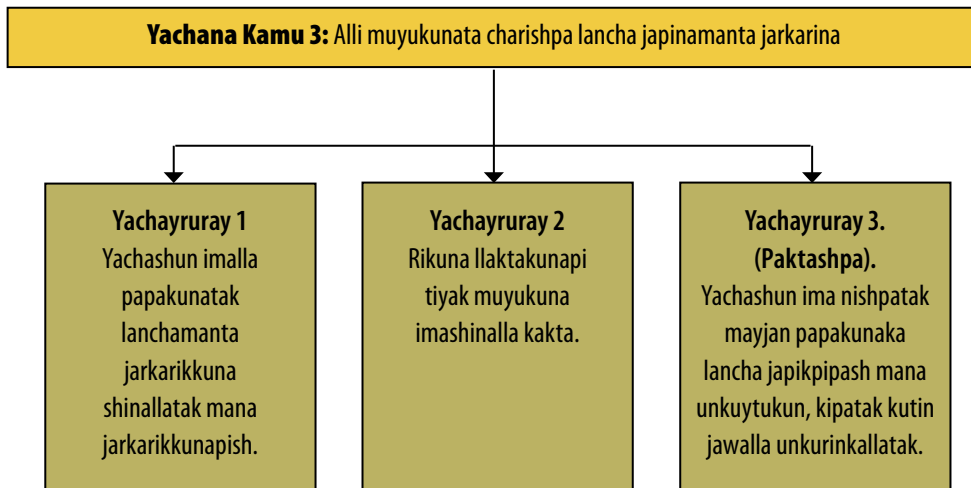 Yachana Kamu 3: Alli muyukunata charishpa lancha japinamanta jarkarina
Yachayruray 1
Yachashun imalla
papakunatak
lanchamanta
jarkarikkuna
shinallatak mana
jarkarikkunapish.
Yachayruray 2
Rikuna llaktakunapi
tiyak muyukuna
imashinalla kakta.
Yachayruray 3.
(Paktashpa).
Yachashun ima nishpatak
mayjan papakunaka
lancha japikpipash mana
unkuytukun, kipatak kutin
jawalla unkurinkallatak.